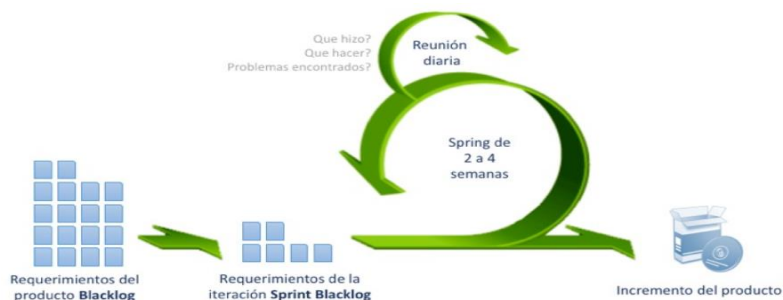 Que hizo?
Que hacer?
Problemas encontrados?
Reunión
diaria
Spring de
2 a 4
semanas
Requerimientos del
producto Blacklog
Requerimientos de la
iteración Sprint Blacklog
Incremento del producto